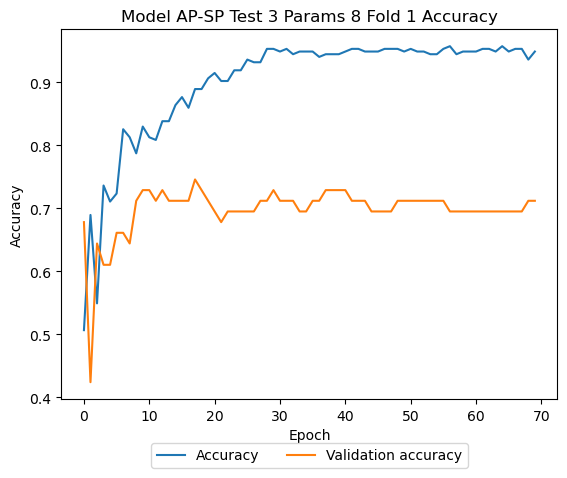 Model AP-SP Test 3 Params 8 Fold 1 Accuracy
Accuracy
0.9
0.8
0.7
0.6
0.5
0.4
0 10 20 30 40 50 60 70
Epoch
Accuracy Validation accuracy